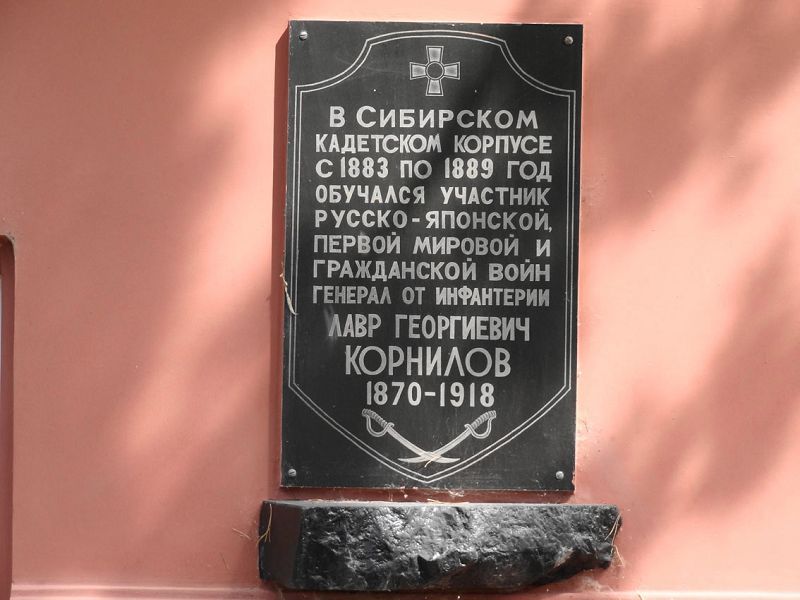 В СИБИРСКОМ
КАДЕТСКОМ КОРПУСЕ
С 1883 ПО 1889 ГОД
ОБУЧАЛСЯ УЧАСТНИК
РУССКО-ЯПОНСКОЙ,
ПЕРВОЙ МИРОВОЙ И
ГРАЖДАНСКОЙ ВОЙН
ГЕНЕРАЛ ОТ ИНФАНТЕРИИ
ЛАВР ГЕОРГИЕВИЧ
КОРНИЛОВ
1870-1918